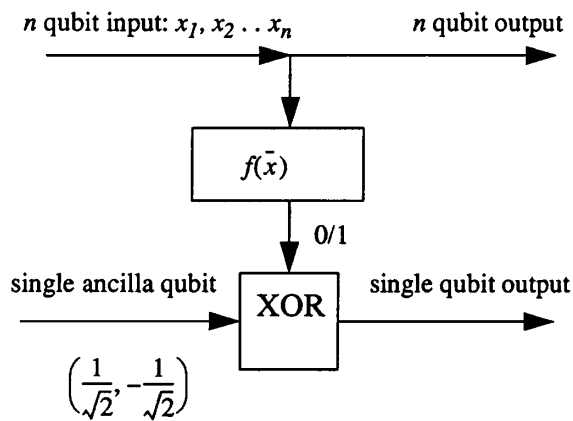 n qubit input: x₁, x₂ . . xₙ
n qubit output
f(x̄)
0/1
single ancilla qubit
XOR
single qubit output
(1/√2, -1/√2)